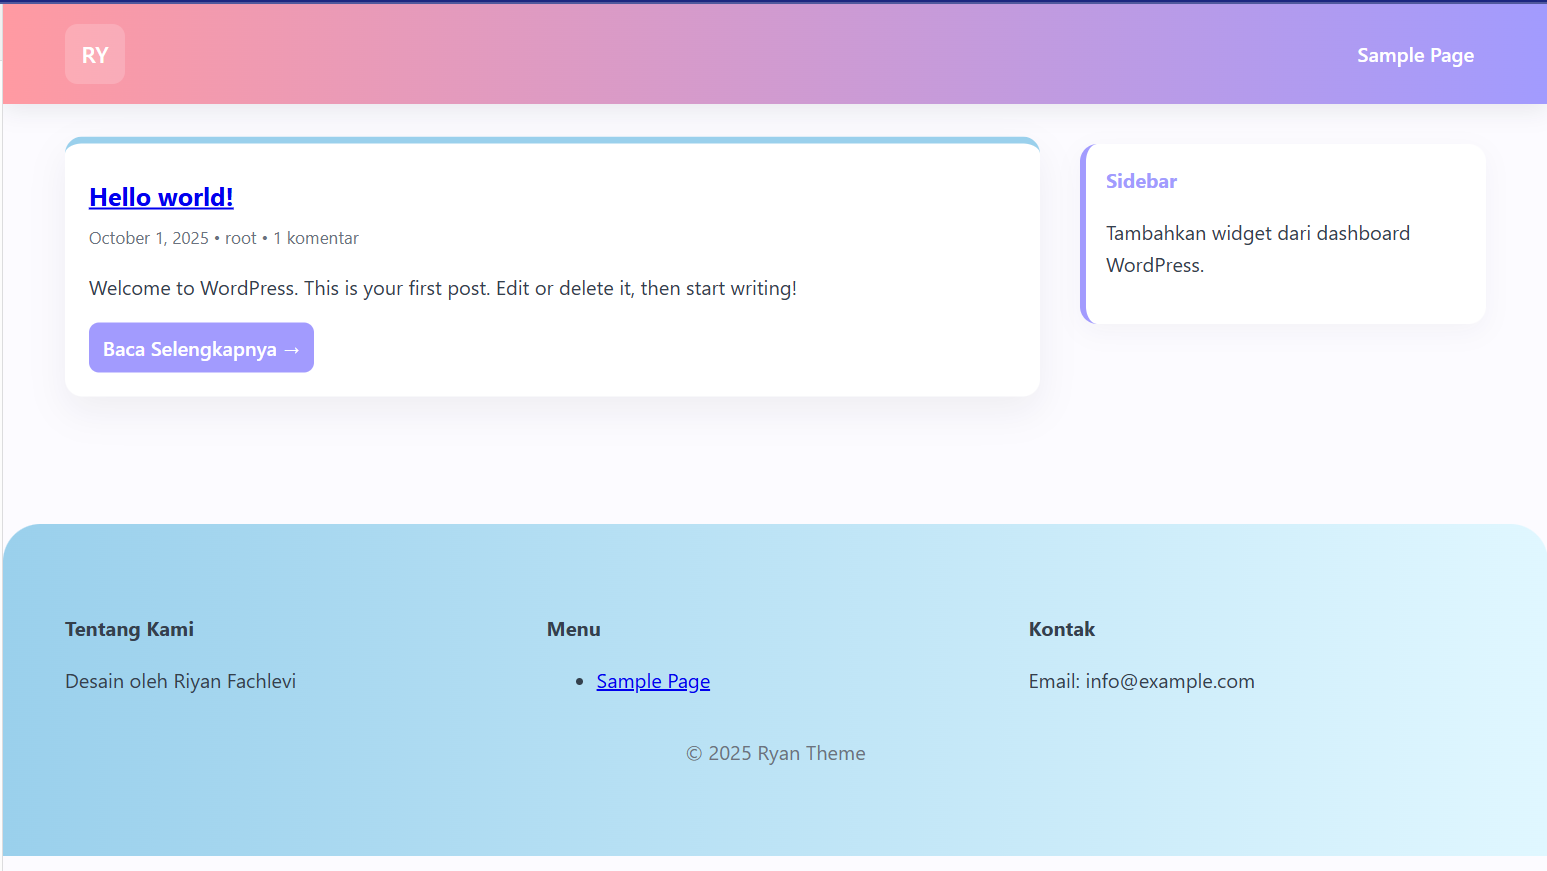 RY
Sample Page
Hello world!
October 1, 2025 • root • 1 komentar
Welcome to WordPress. This is your first post. Edit or delete it, then start writing!
Baca Selengkapnya →
Sidebar
Tambahkan widget dari dashboard
WordPress.
Tentang Kami
Desain oleh Riyan Fachlevi
Menu
• Sample Page
Kontak
Email: info@example.com
© 2025 Ryan Theme